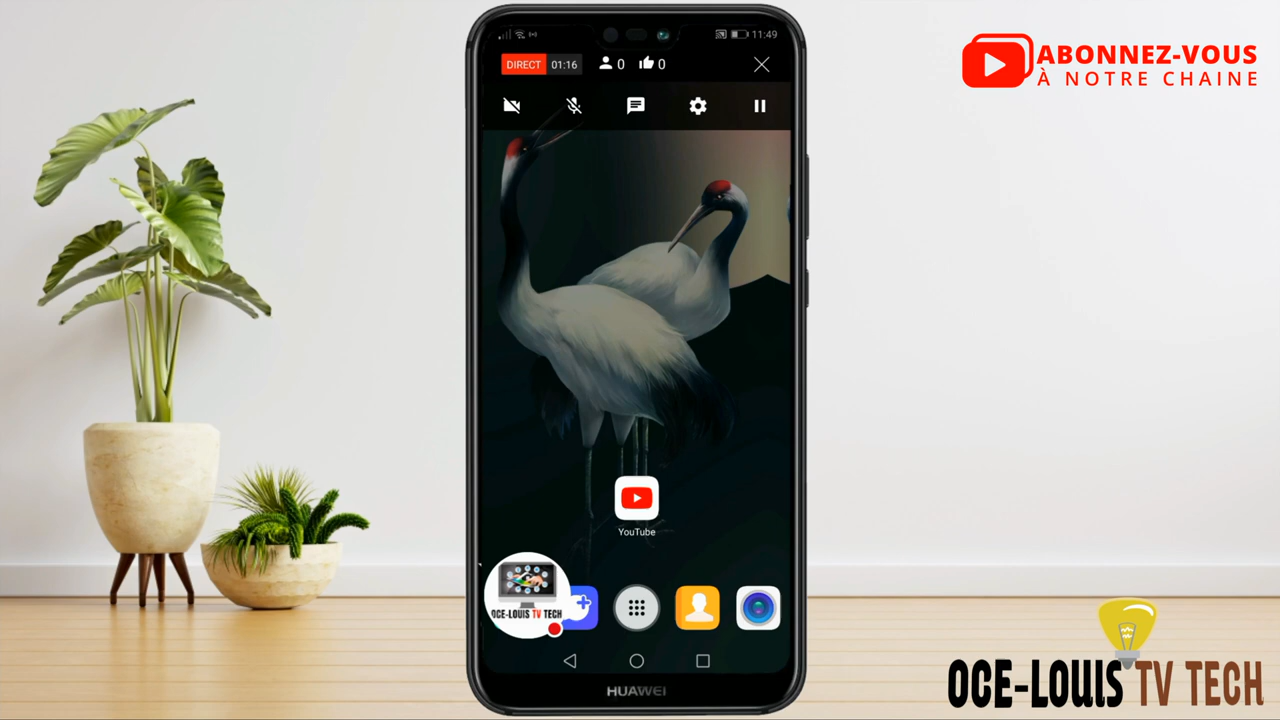 11:49
DIRECT 01:16 0 0
ABONNEZ-VOUS
À NOTRE CHAINE
YouTube
OCE-LOUIS TV TECH
HUAWEI
OCE-LOUIS TV TECH